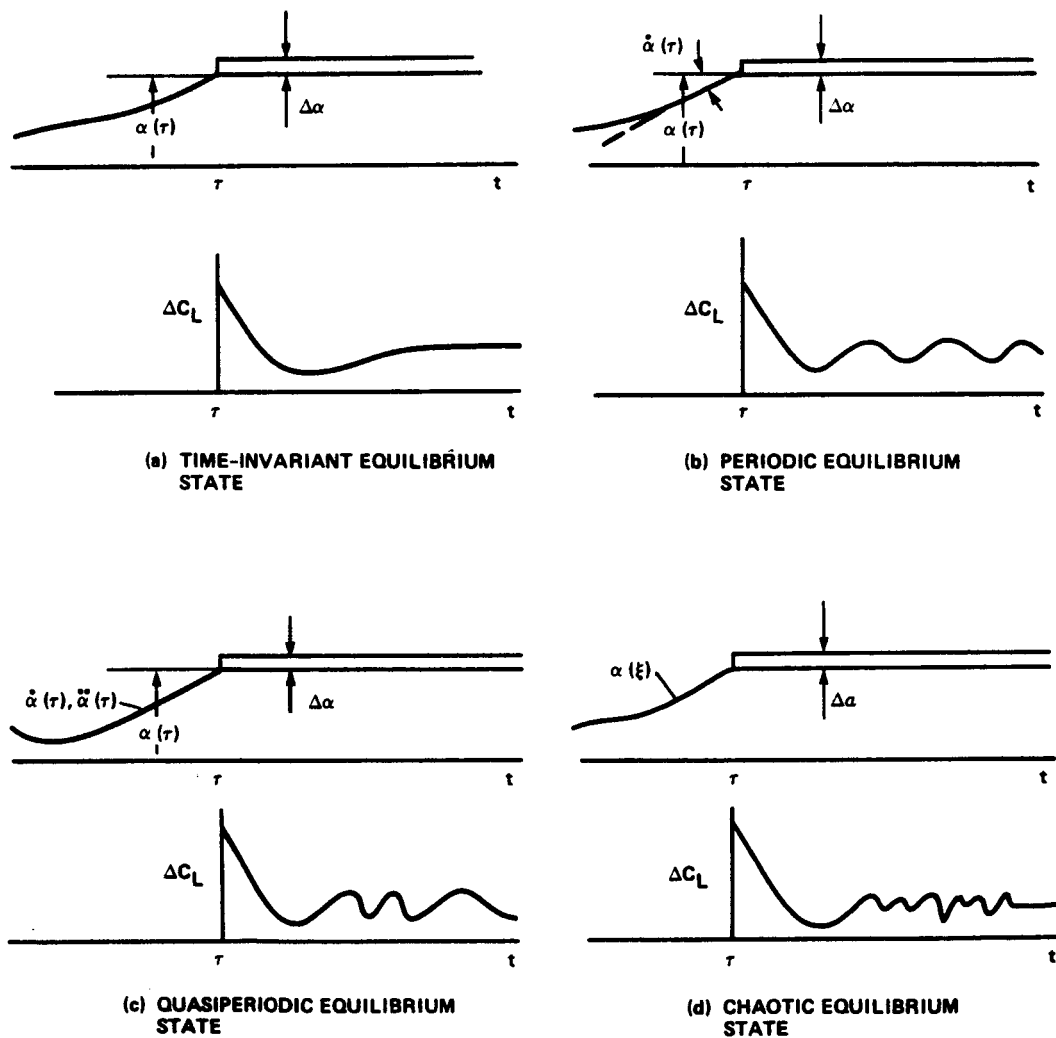 α̇ (τ)
α (τ)
Δα
α (τ)
Δα
τ
t
τ
t
ΔC_L
ΔC_L
τ
t
τ
t
(a) TIME-INVARIANT EQUILIBRIUM
STATE
(b) PERIODIC EQUILIBRIUM
STATE
α̇ (τ), α̈ (τ)
α (τ)
Δα
α (ξ)
Δa
τ
t
τ
t
ΔC_L
ΔC_L
τ
t
τ
t
(c) QUASIPERIODIC EQUILIBRIUM
STATE
(d) CHAOTIC EQUILIBRIUM
STATE